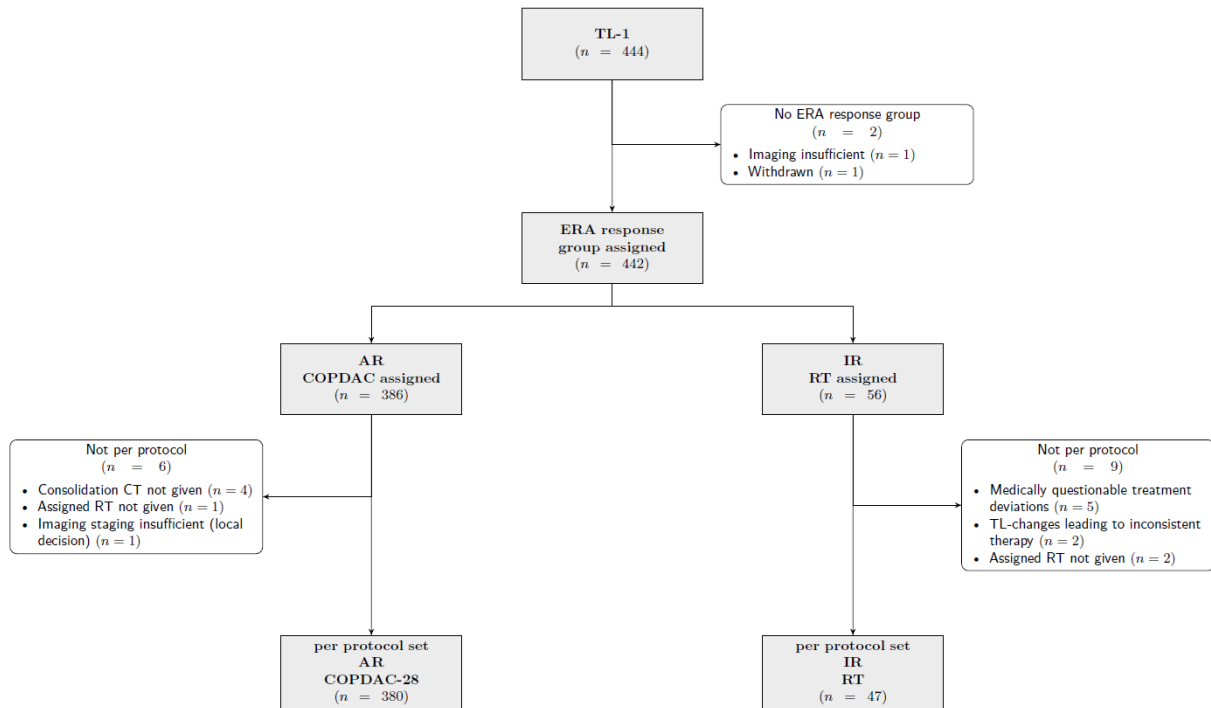 TL-1
(n = 444)
No ERA response group
(n = 2)
• Imaging insufficient (n = 1)
• Withdrawn (n = 1)
ERA response
group assigned
(n = 442)
AR
COPDAC assigned
(n = 386)
IR
RT assigned
(n = 56)
Not per protocol
(n = 6)
• Consolidation CT not given (n = 4)
• Assigned RT not given (n = 1)
• Imaging staging insufficient (local
decision) (n = 1)
Not per protocol
(n = 9)
• Medically questionable treatment
deviations (n = 5)
• TL-changes leading to inconsistent
therapy (n = 2)
• Assigned RT not given (n = 2)
per protocol set
AR
COPDAC-28
(n = 380)
per protocol set
IR
RT
(n = 47)